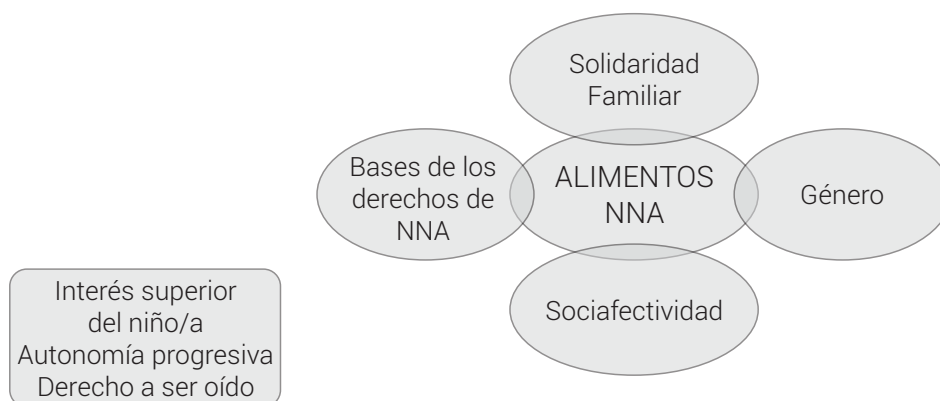 Solidaridad
Familiar
Bases de los
derechos de
NNA
ALIMENTOS
NNA
Género
Sociafectividad
Interés superior
del niño/a
Autonomía progresiva
Derecho a ser oído